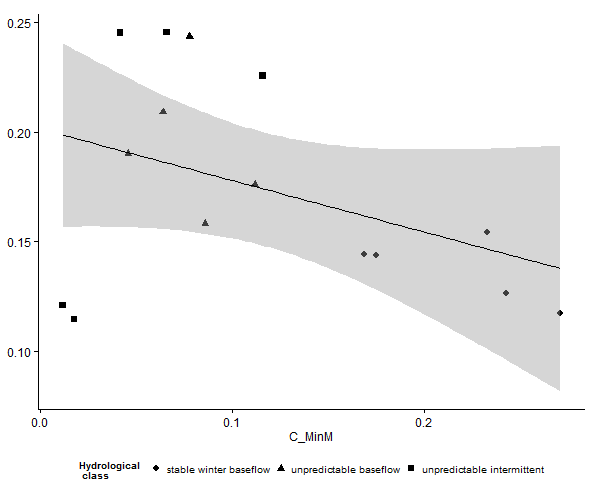 0.25
0.20
0.15
0.10
0.0 0.1 0.2
C_MinM
Hydrological
class
stable winter baseflow unpredictable baseflow unpredictable intermittent